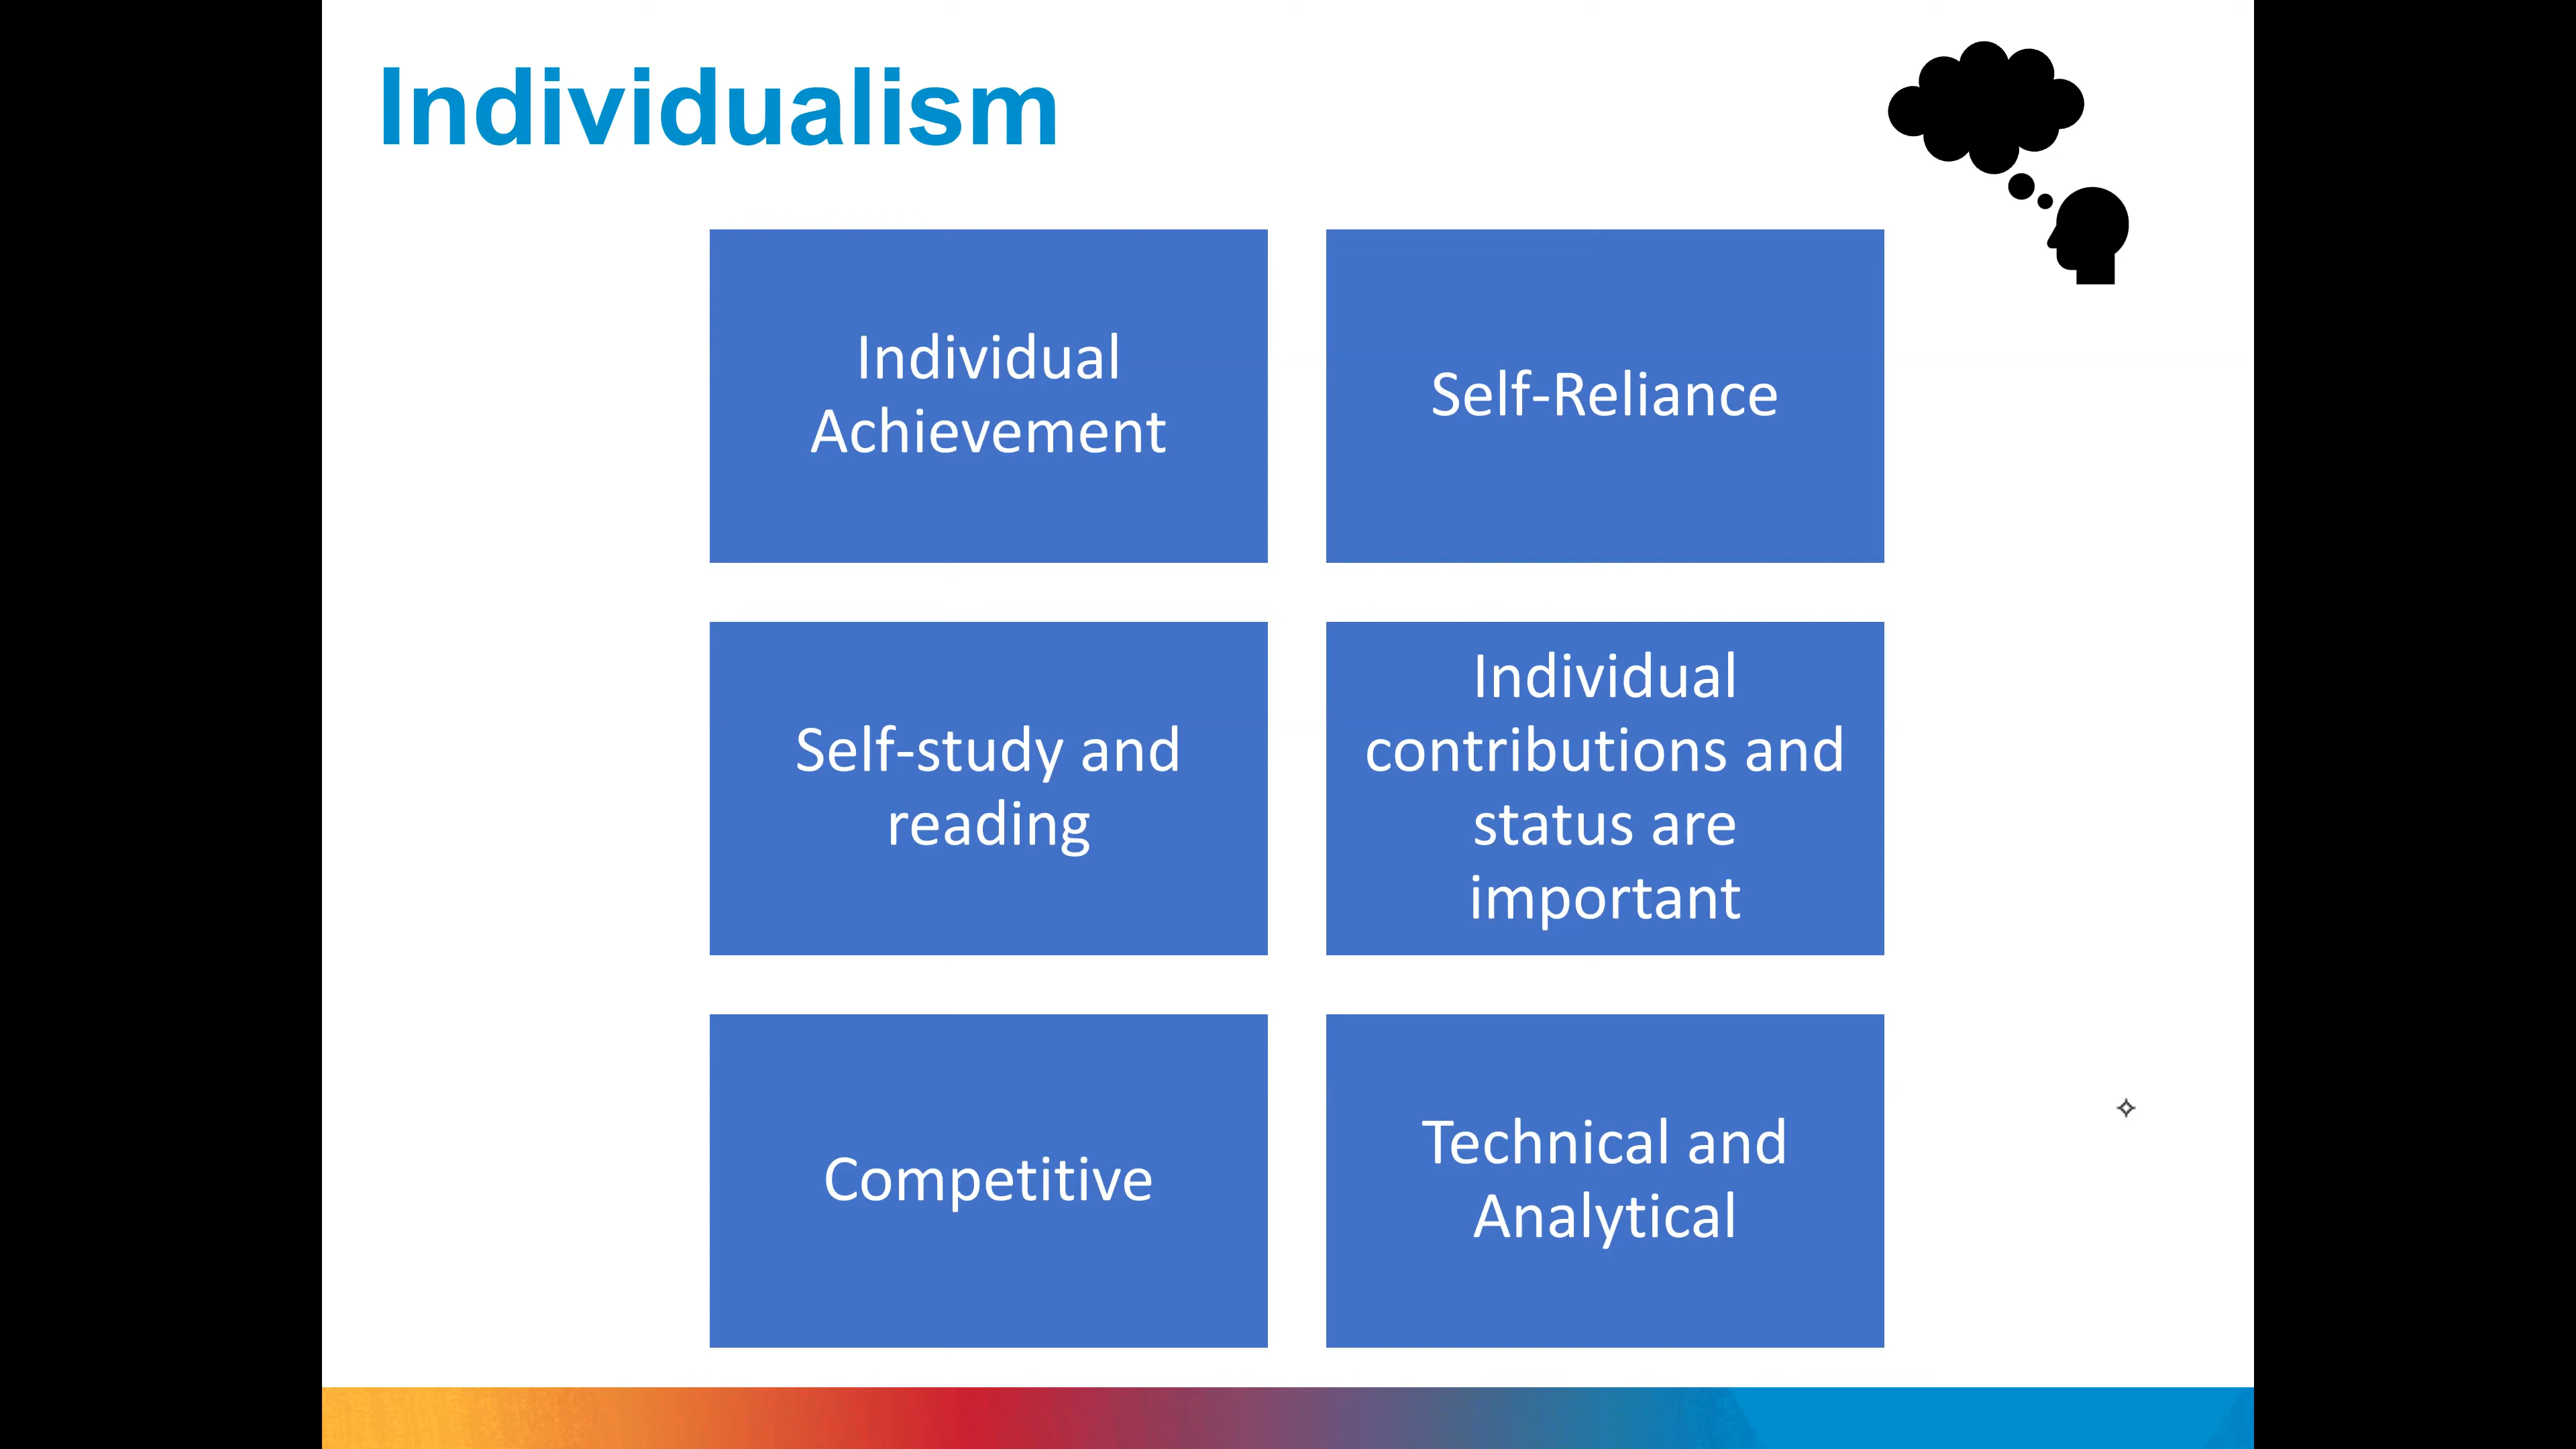 Individualism
Individual
Achievement
Self-Reliance
Self-study and
reading
Individual
contributions and
status are
important
Competitive
Technical and
Analytical